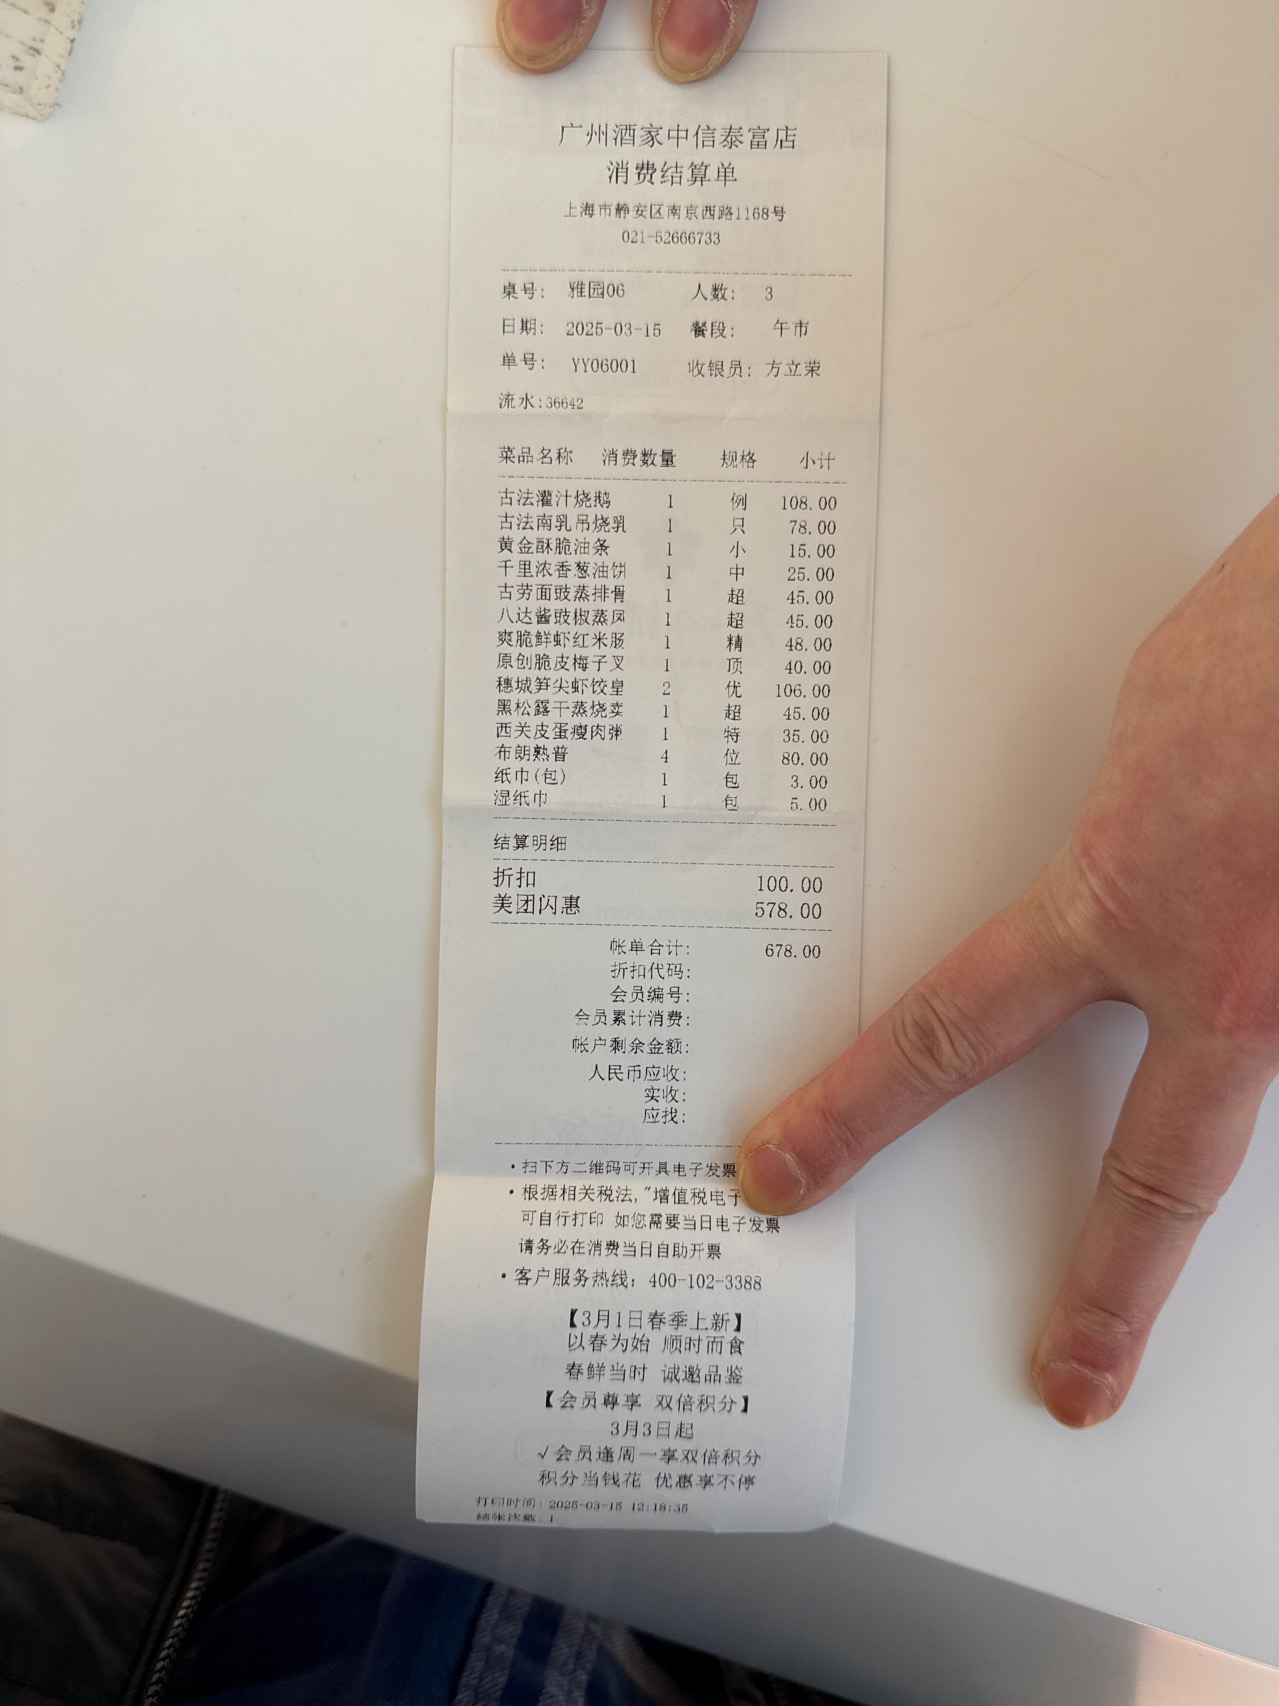 广州酒家中信泰富店
消费结算单
上海市静安区南京西路1168号
021-52666733
桌号: 雅园06 人数: 3
日期: 2025-03-15 餐段: 午市
单号: YY06001 收银员: 方立荣
流水:36642
菜品名称 消费数量 规格 小计
古法灌汁烧鹅 1 例 108.00
古法南乳吊烧乳 1 只 78.00
黄金酥脆油条 1 小 15.00
千里浓香葱油饼 1 中 25.00
古劳面豉蒸排骨 1 超 45.00
八达酱豉椒蒸凤 1 超 45.00
爽脆鲜虾红米肠 1 精 48.00
原创脆皮梅子叉 1 顶 40.00
穗城笋尖虾饺皇 2 优 106.00
黑松露干蒸烧卖 1 超 45.00
西关皮蛋瘦肉粥 1 特 35.00
布朗熟普 4 位 80.00
纸巾(包) 1 包 3.00
湿纸巾 1 包 5.00
结算明细
折扣 100.00
美团闪惠 578.00
帐单合计: 678.00
折扣代码:
会员编号:
会员累计消费:
帐户剩余金额:
人民币应收:
实收:
应找:
·扫下方二维码可开具电子发票
·根据相关税法,"增值税电子
可自行打印 如您需要当日电子发票
请务必在消费当日自助开票
·客户服务热线: 400-102-3388
【3月1日春季上新】
以春为始 顺时而食
春鲜当时 诚邀品鉴
【会员尊享 双倍积分】
3月3日起
√会员逢周一享双倍积分
积分当钱花 优惠享不停
打印时间: 2025-03-15 12:18:35
结帐次数: 1